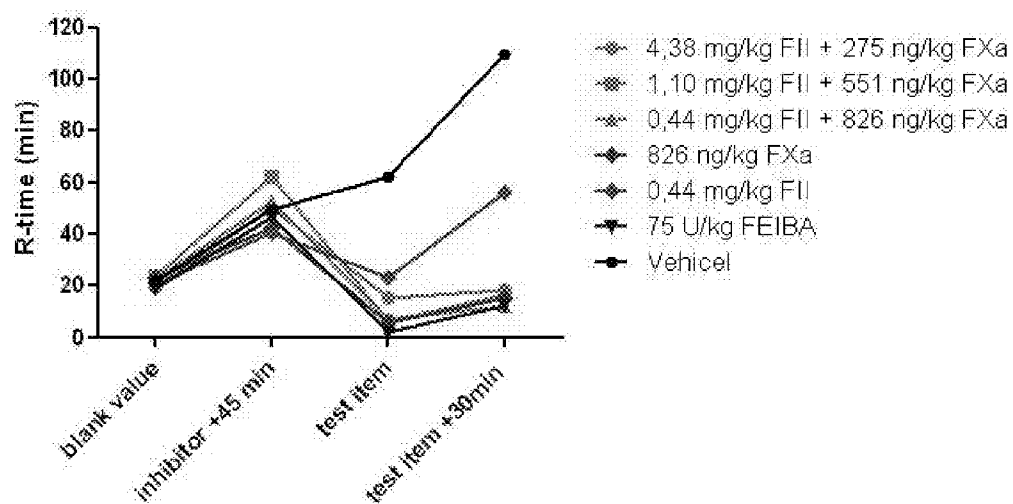 120
100
80
60
40
20
0
R-time (min)
blank value
inhibitor +45 min
test item
test item +30min
4,38 mg/kg FII + 275 ng/kg FXa
1,10 mg/kg FII + 551 ng/kg FXa
0,44 mg/kg FII + 826 ng/kg FXa
826 ng/kg FXa
0,44 mg/kg FII
75 U/kg FEIBA
Vehicel